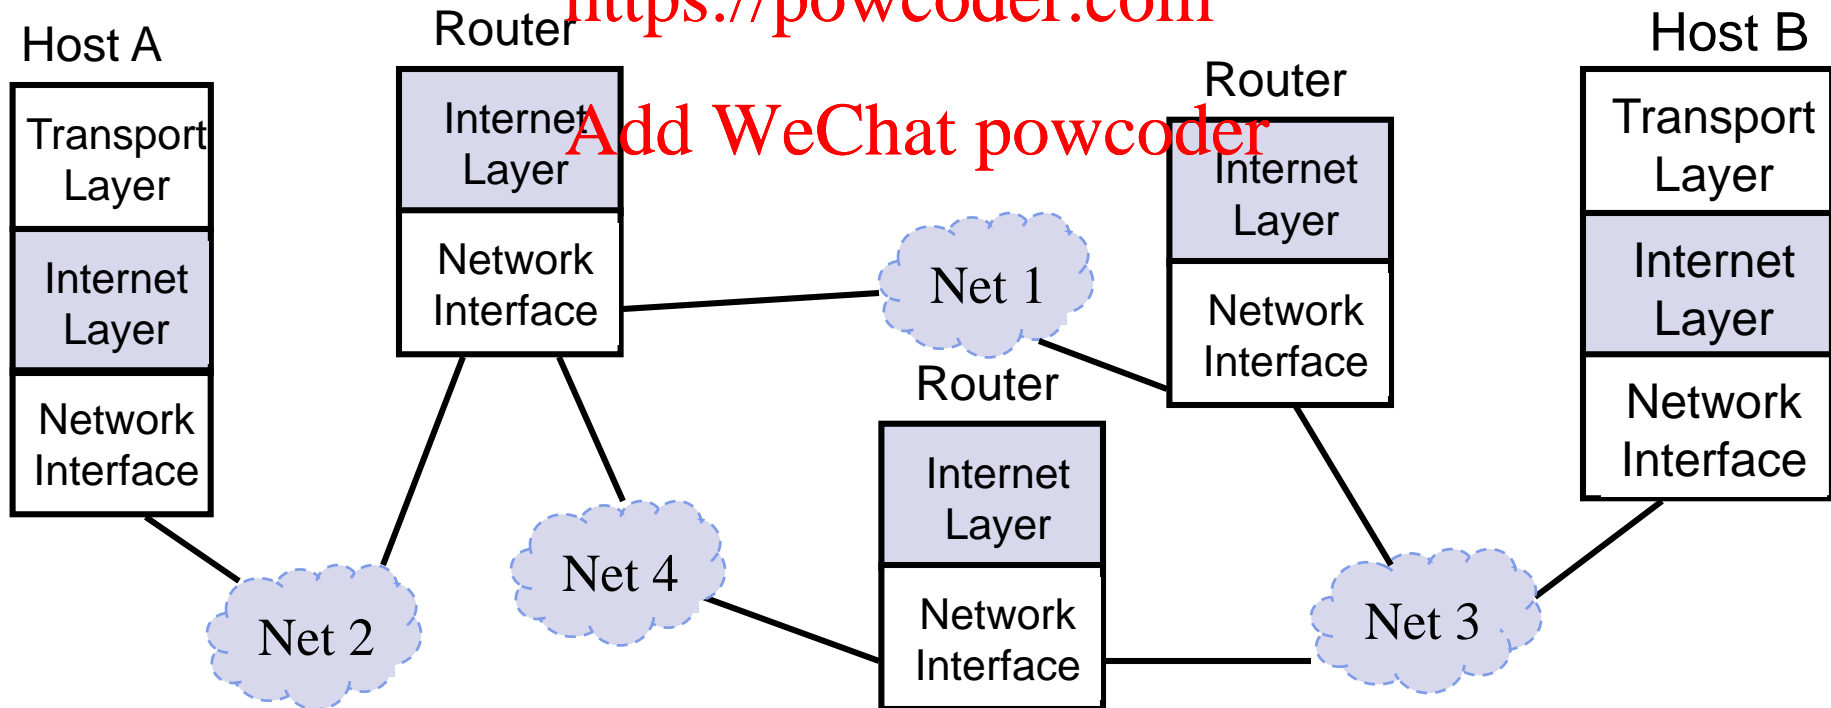 https://powcoder.com
Add WeChat powcoder
Host A
Transport
Layer
Internet
Layer
Network
Interface
Router
Internet
Layer
Network
Interface
Net 2
Net 4
Net 1
Router
Internet
Layer
Network
Interface
Router
Internet
Layer
Network
Interface
Net 3
Host B
Transport
Layer
Internet
Layer
Network
Interface